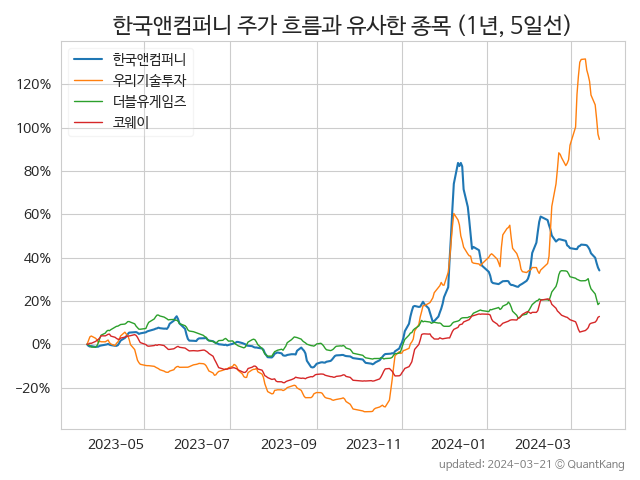 한국앤컴퍼니 주가 흐름과 유사한 종목 (1년, 5일선)
한국앤컴퍼니
우리기술투자
더블유게임즈
코웨이
120%
100%
80%
60%
40%
20%
0%
−20%
2023-05 2023-07 2023-09 2023-11 2024-01 2024-03
updated: 2024-03-21 © QuantKang